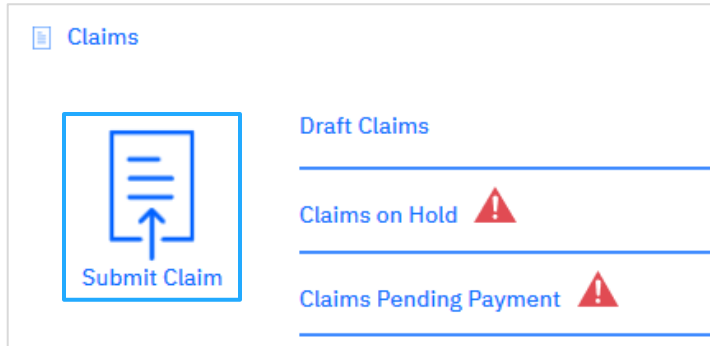 Claims
Submit Claim
Draft Claims
Claims on Hold
Claims Pending Payment